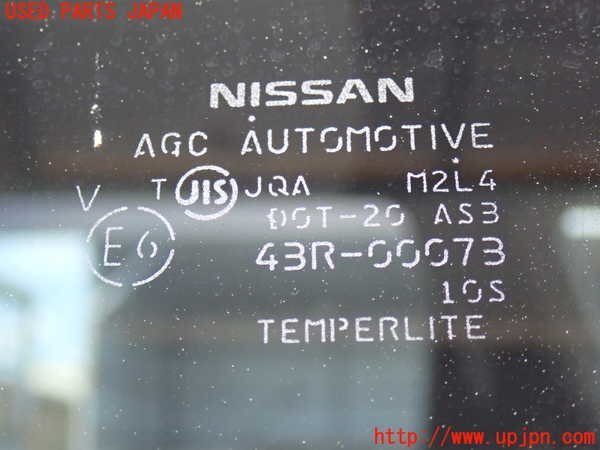 USED PARTS JAPAN
NISSAN
AGC AUTOMOTIVE
V T JIS JQA M2L4
DOT-20 AS3
E6 43R-00073
10S
TEMPERLITE
http://www.upjpn.com/